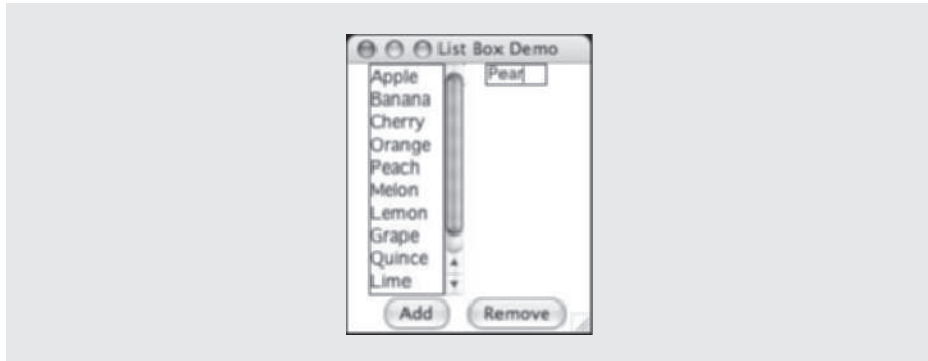 List Box Demo
Apple
Banana
Cherry
Orange
Peach
Melon
Lemon
Grape
Quince
Lime
Pear
Add
Remove